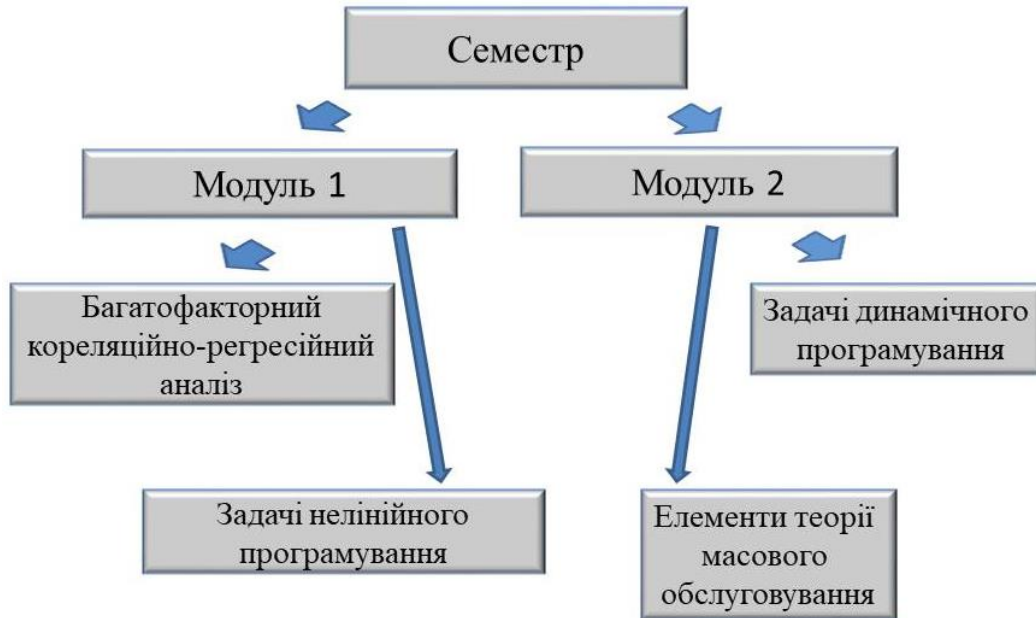 Семестр
Модуль 1
Модуль 2
Багатофакторний
кореляційно-регресійний
аналіз
Задачі динамічного
програмування
Задачі нелінійного
програмування
Елементи теорії
масового
обслуговування